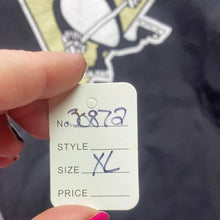 No. 30872
STYLE
SIZE XL
PRICE